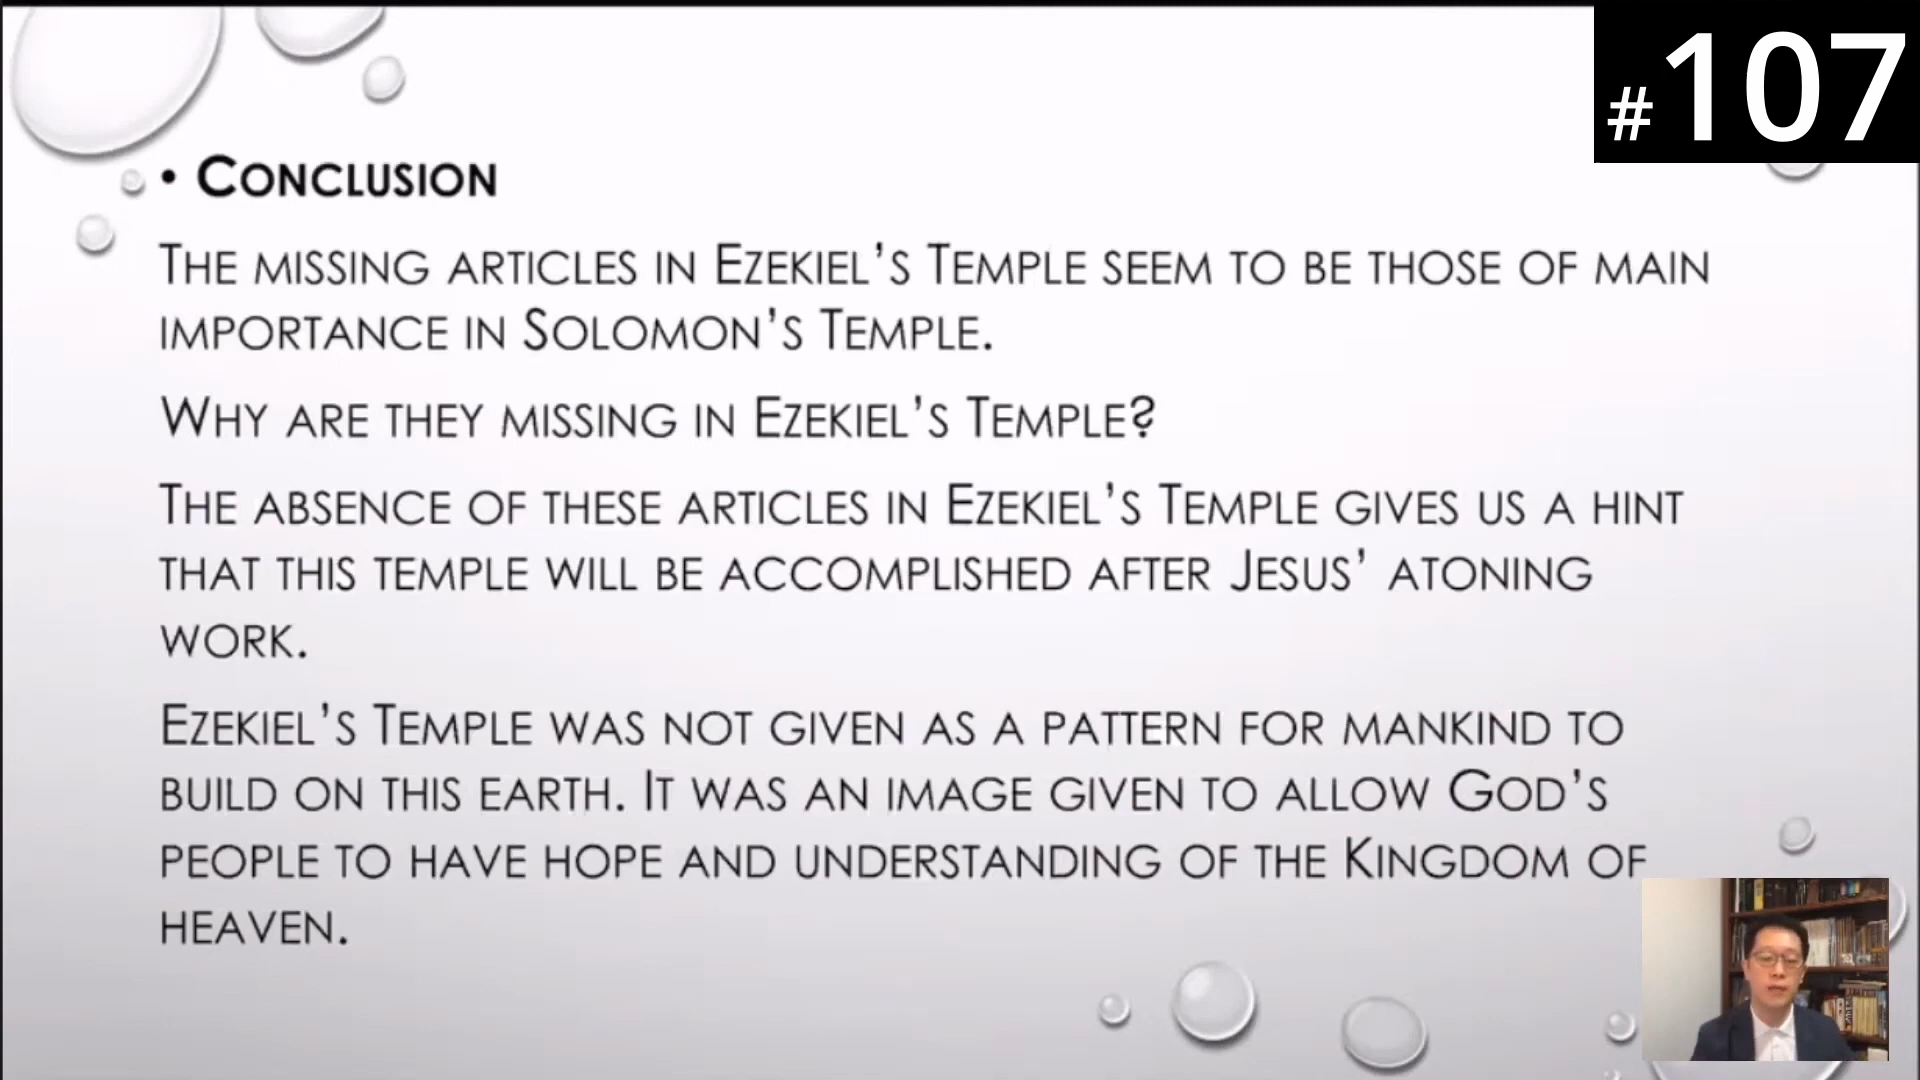 #107
• Conclusion
The missing articles in Ezekiel's Temple seem to be those of main
importance in Solomon's Temple.
Why are they missing in Ezekiel's Temple?
The absence of these articles in Ezekiel's Temple gives us a hint
that this temple will be accomplished after Jesus' atoning
work.
Ezekiel's Temple was not given as a pattern for mankind to
build on this earth. It was an image given to allow God's
people to have hope and understanding of the Kingdom of
heaven.